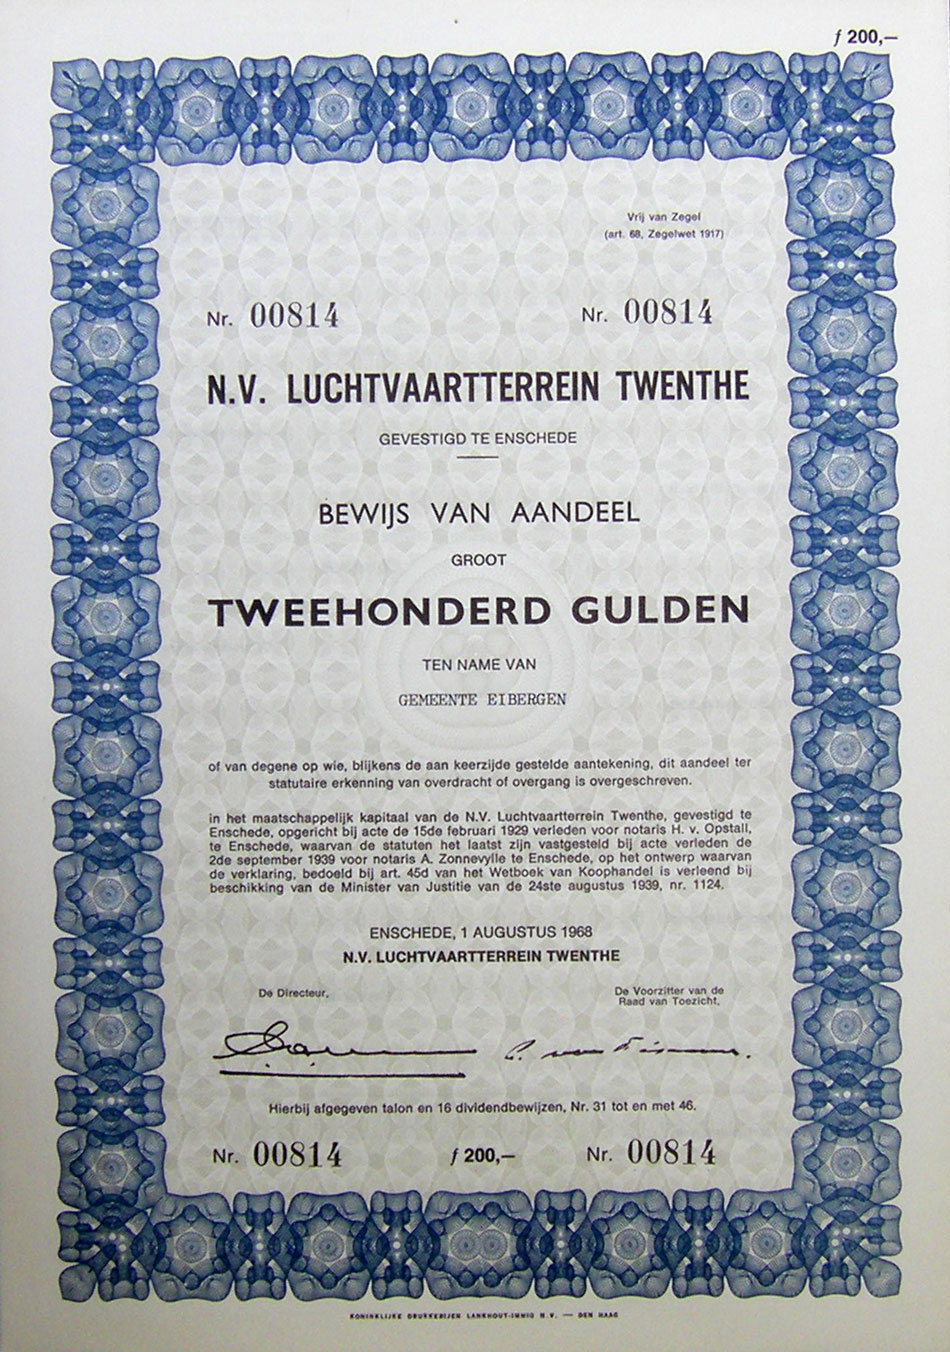 ƒ 200,—
Vrij van Zegel
(art. 68, Zegelwet 1917)
Nr. 00814 Nr. 00814
N.V. LUCHTVAARTTERREIN TWENTHE
GEVESTIGD TE ENSCHEDE
BEWIJS VAN AANDEEL
GROOT
TWEEHONDERD GULDEN
TEN NAME VAN
GEMEENTE EIBERGEN
of van degene op wie, blijkens de aan keerzijde gestelde aantekening, dit aandeel ter
statutaire erkenning van overdracht of overgang is overgeschreven.
in het maatschappelijk kapitaal van de N.V. Luchtvaartterrein Twenthe, gevestigd te
Enschede, opgericht bij acte de 15de februari 1929 verleden voor notaris H. v. Opstall,
te Enschede, waarvan de statuten het laatst zijn vastgesteld bij acte verleden de
2de september 1939 voor notaris A. Zonnevylle te Enschede, op het ontwerp waarvan
de verklaring, bedoeld bij art. 45d van het Wetboek van Koophandel is verleend bij
beschikking van de Minister van Justitie van de 24ste augustus 1939, nr. 1124.
ENSCHEDE, 1 AUGUSTUS 1968
N.V. LUCHTVAARTTERREIN TWENTHE
De Directeur, De Voorzitter van de
Raad van Toezicht,
Hierbij afgegeven talon en 16 dividendbewijzen, Nr. 31 tot en met 46.
Nr. 00814 ƒ 200,— Nr. 00814
KONINKLIJKE DRUKKERIJEN LANKHOUT-IMMIG N.V. — DEN HAAG